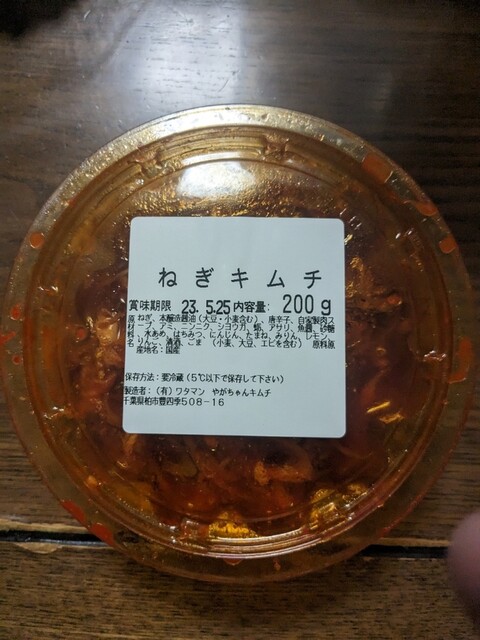 ねぎキムチ
賞味期限 23. 5.25 内容量: 200g
原 ねぎ、本醸造醤油(大豆・小麦含む)、唐辛子、自家製肉ス
材 ープ、アミ、ニンニク、ショウガ、蛎、アサリ、魚醤、砂糖
料 、水あめ、はちみつ、にんじん、たまね、みりん、レモン、
名 りんご、清酒、ごま (小麦、大豆、エビを含む) 原料原
産地名:国産
保存方法:要冷蔵(5℃以下で保存して下さい)
製造者:(有)ワタマン やがちゃんキムチ
千葉県柏市豊四季508-16